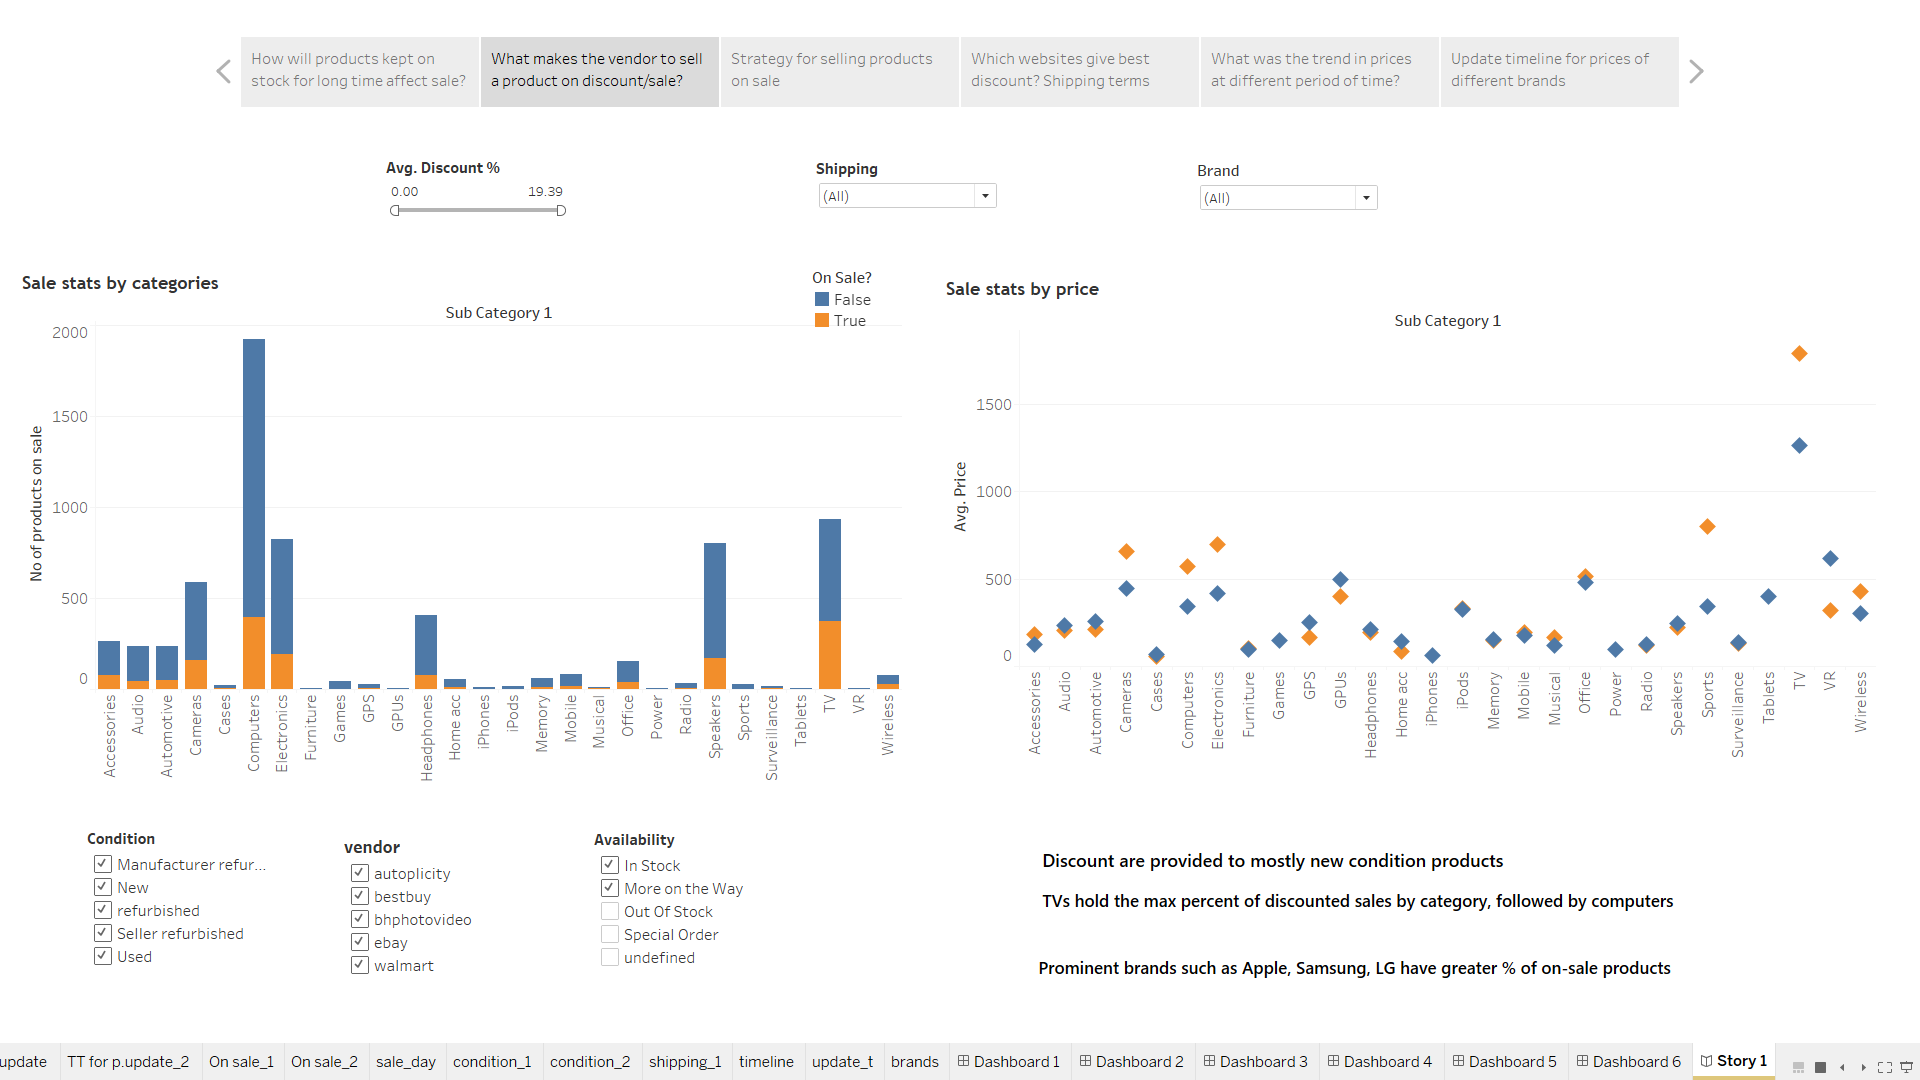 How will products kept on
stock for long time affect sale?
What makes the vendor to sell
a product on discount/sale?
Strategy for selling products
on sale
Which websites give best
discount? Shipping terms
What was the trend in prices
at different period of time?
Update timeline for prices of
different brands
Avg. Discount %
0.00 19.39
Shipping
(All)
Brand
(All)
Sale stats by categories
On Sale?
False
True
Sub Category 1
No of products on sale
2000
1500
1000
500
0
Accessories
Audio
Automotive
Cameras
Cases
Computers
Electronics
Furniture
Games
GPS
GPUs
Headphones
Home acc
iPhones
iPods
Memory
Mobile
Musical
Office
Power
Radio
Speakers
Sports
Surveillance
Tablets
TV
VR
Wireless
Sale stats by price
Sub Category 1
Avg. Price
1500
1000
500
0
Accessories
Audio
Automotive
Cameras
Cases
Computers
Electronics
Furniture
Games
GPS
GPUs
Headphones
Home acc
iPhones
iPods
Memory
Mobile
Musical
Office
Power
Radio
Speakers
Sports
Surveillance
Tablets
TV
VR
Wireless
Condition
Manufacturer refur...
New
refurbished
Seller refurbished
Used
vendor
autoplicity
bestbuy
bhphotovideo
ebay
walmart
Availability
In Stock
More on the Way
Out Of Stock
Special Order
undefined
Discount are provided to mostly new condition products
TVs hold the max percent of discounted sales by category, followed by computers
Prominent brands such as Apple, Samsung, LG have greater % of on-sale products
update TT for p.update_2 On sale_1 On sale_2 sale_day condition_1 condition_2 shipping_1 timeline update_t brands Dashboard 1 Dashboard 2 Dashboard 3 Dashboard 4 Dashboard 5 Dashboard 6 Story 1